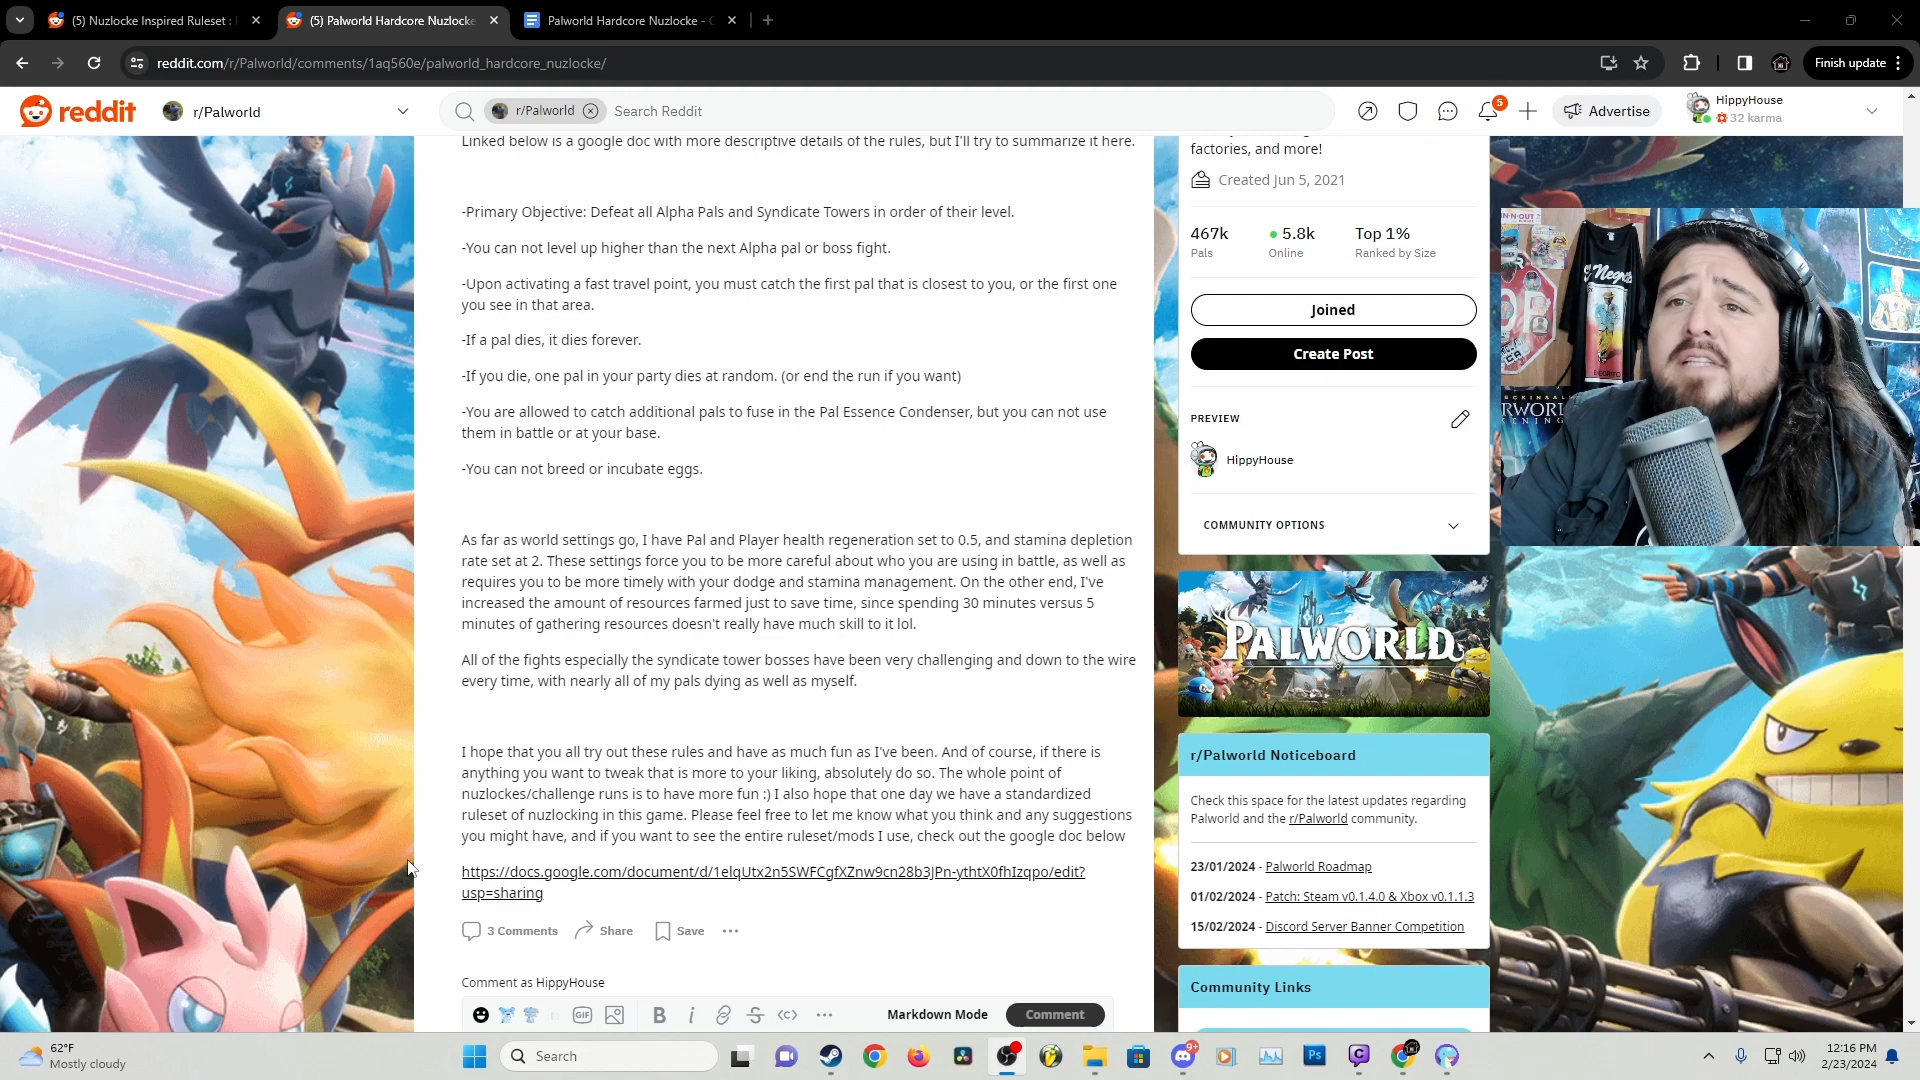 (5) Nuzlocke Inspired Ruleset :
(5) Palworld Hardcore Nuzlocke
Palworld Hardcore Nuzlocke -
reddit.com/r/Palworld/comments/1aq560e/palworld_hardcore_nuzlocke/
Finish update
reddit
r/Palworld
r/Palworld
Search Reddit
5
Advertise
HippyHouse
32 karma
Linked below is a google doc with more descriptive details of the rules, but I'll try to summarize it here.
-Primary Objective: Defeat all Alpha Pals and Syndicate Towers in order of their level.
-You can not level up higher than the next Alpha pal or boss fight.
-Upon activating a fast travel point, you must catch the first pal that is closest to you, or the first one
you see in that area.
-If a pal dies, it dies forever.
-If you die, one pal in your party dies at random. (or end the run if you want)
-You are allowed to catch additional pals to fuse in the Pal Essence Condenser, but you can not use
them in battle or at your base.
-You can not breed or incubate eggs.
As far as world settings go, I have Pal and Player health regeneration set to 0.5, and stamina depletion
rate set at 2. These settings force you to be more careful about who you are using in battle, as well as
requires you to be more timely with your dodge and stamina management. On the other end, I've
increased the amount of resources farmed just to save time, since spending 30 minutes versus 5
minutes of gathering resources doesn't really have much skill to it lol.
All of the fights especially the syndicate tower bosses have been very challenging and down to the wire
every time, with nearly all of my pals dying as well as myself.
I hope that you all try out these rules and have as much fun as I've been. And of course, if there is
anything you want to tweak that is more to your liking, absolutely do so. The whole point of
nuzlockes/challenge runs is to have more fun :) I also hope that one day we have a standardized
ruleset of nuzlocking in this game. Please feel free to let me know what you think and any suggestions
you might have, and if you want to see the entire ruleset/mods I use, check out the google doc below
https://docs.google.com/document/d/1elqUtx2n5SWFCgfXZnw9cn28b3JPn-ythtX0fhIzqpo/edit?
usp=sharing
3 Comments
Share
Save
Comment as HippyHouse
GIF
B
i
Markdown Mode
Comment
factories, and more!
Created Jun 5, 2021
467k
5.8k
Top 1%
Pals
Online
Ranked by Size
Joined
Create Post
PREVIEW
HippyHouse
COMMUNITY OPTIONS
PALWORLD
r/Palworld Noticeboard
Check this space for the latest updates regarding
Palworld and the r/Palworld community.
23/01/2024 - Palworld Roadmap
01/02/2024 - Patch: Steam v0.1.4.0 & Xbox v0.1.1.3
15/02/2024 - Discord Server Banner Competition
Community Links
62°F
Mostly cloudy
Search
9+
Ps
12:16 PM
2/23/2024